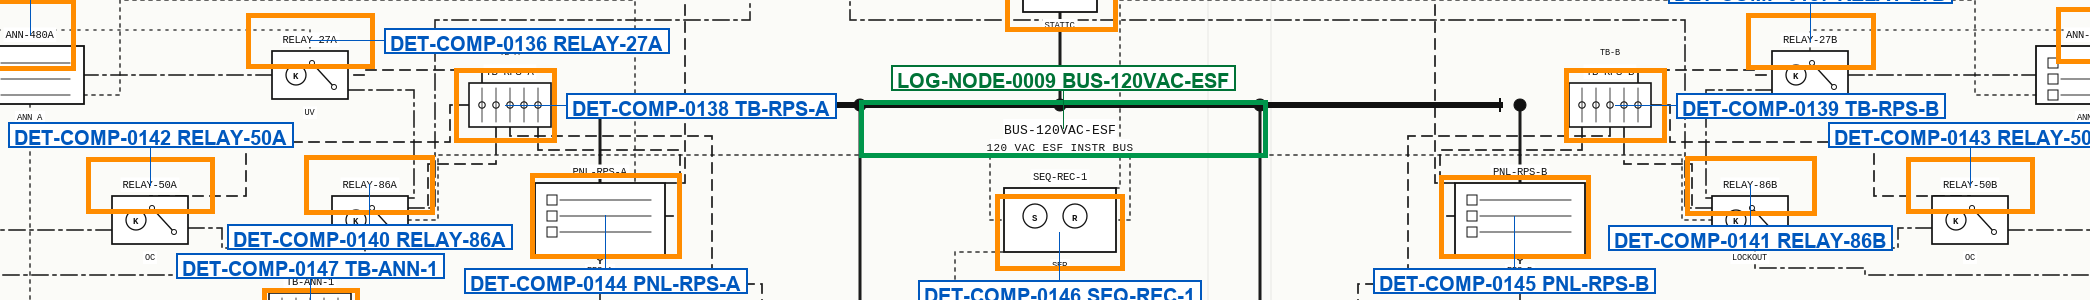 STATIC
ANN-480A
RELAY-27A
DET-COMP-0136 RELAY-27A
RELAY-27B
TB-B
LOG-NODE-0009 BUS-120VAC-ESF
K
K
DET-COMP-0138 TB-RPS-A
DET-COMP-0139 TB-RPS-B
UV
ANN A
DET-COMP-0142 RELAY-50A
BUS-120VAC-ESF
120 VAC ESF INSTR BUS
DET-COMP-0143 RELAY-50
PNL-RPS-A
PNL-RPS-B
SEQ-REC-1
RELAY-50A
RELAY-86A
RELAY-86B
RELAY-50B
K
K
S
R
K
K
DET-COMP-0140 RELAY-86A
DET-COMP-0141 RELAY-86B
OC
LOCKOUT
OC
DET-COMP-0147 TB-ANN-1
SER
TB-ANN-1
DET-COMP-0144 PNL-RPS-A
DET-COMP-0146 SEQ-REC-1
DET-COMP-0145 PNL-RPS-B